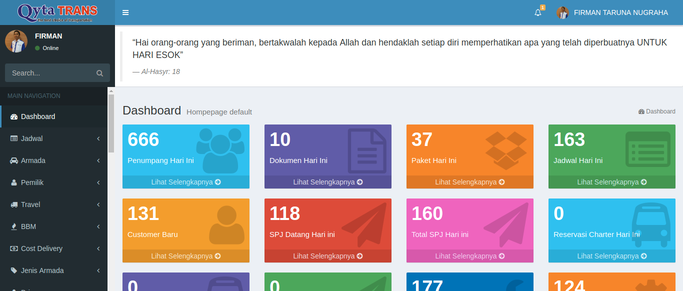 Qyta TRANS
FIRMAN TARUNA NUGRAHA
FIRMAN
Online
Search...
MAIN NAVIGATION
Dashboard
Jadwal
Armada
Pemilik
Travel
BBM
Cost Delivery
Jenis Armada
“Hai orang-orang yang beriman, bertakwalah kepada Allah dan hendaklah setiap diri memperhatikan apa yang telah diperbuatnya UNTUK
HARI ESOK”
— Al-Hasyr: 18
Dashboard Hompepage default
Dashboard
666
Penumpang Hari Ini
Lihat Selengkapnya
10
Dokumen Hari Ini
Lihat Selengkapnya
37
Paket Hari Ini
Lihat Selengkapnya
163
Jadwal Hari Ini
Lihat Selengkapnya
131
Customer Baru
Lihat Selengkapnya
118
SPJ Datang Hari ini
Lihat Selengkapnya
160
Total SPJ Hari ini
Lihat Selengkapnya
0
Reservasi Charter Hari Ini
Lihat Selengkapnya
0
0
177
124